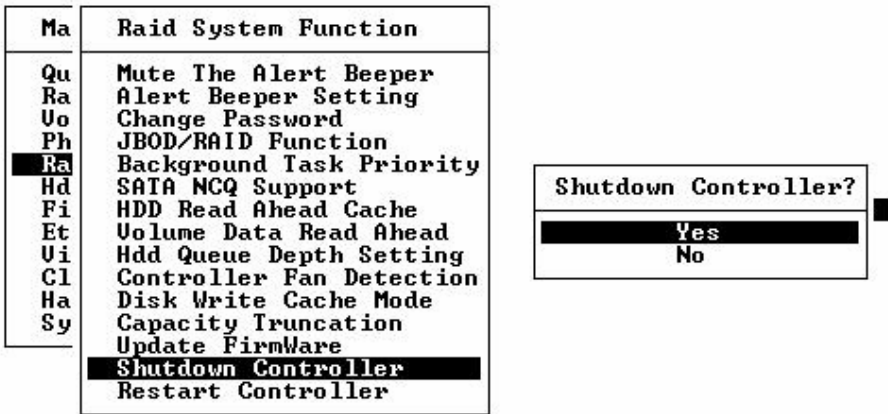 Ma
Qu
Ra
Vo
Ph
Ra
Hd
Fi
Et
Vi
Cl
Ha
Sy
Raid System Function
Mute The Alert Beeper
Alert Beeper Setting
Change Password
JBOD/RAID Function
Background Task Priority
SATA NCQ Support
HDD Read Ahead Cache
Volume Data Read Ahead
Hdd Queue Depth Setting
Controller Fan Detection
Disk Write Cache Mode
Capacity Truncation
Update FirmWare
Shutdown Controller
Restart Controller
Shutdown Controller?
Yes
No